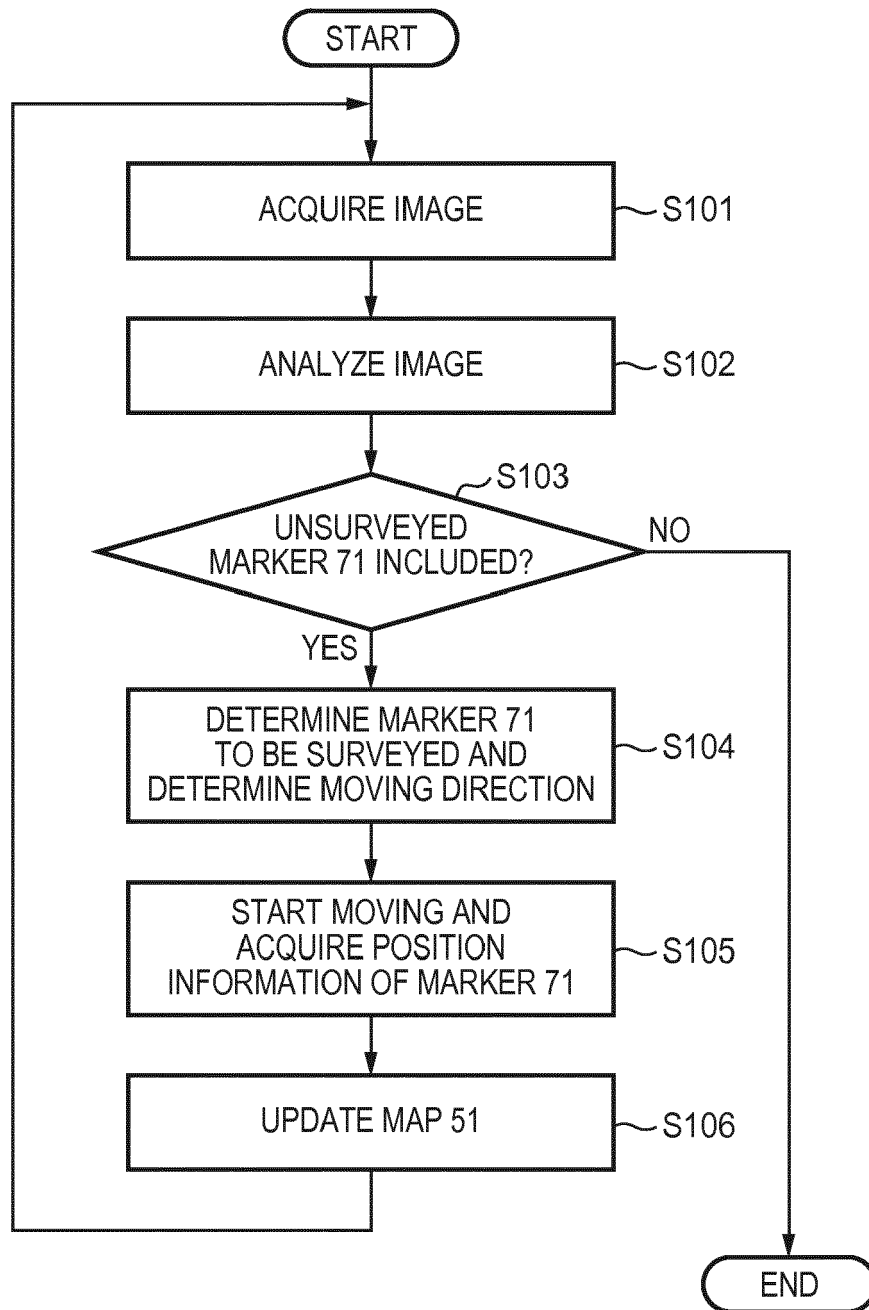 START
ACQUIRE IMAGE
S101
ANALYZE IMAGE
S102
S103
UNSURVEYED
MARKER 71 INCLUDED?
NO
YES
DETERMINE MARKER 71
TO BE SURVEYED AND
DETERMINE MOVING DIRECTION
S104
START MOVING AND
ACQUIRE POSITION
INFORMATION OF MARKER 71
S105
UPDATE MAP 51
S106
END